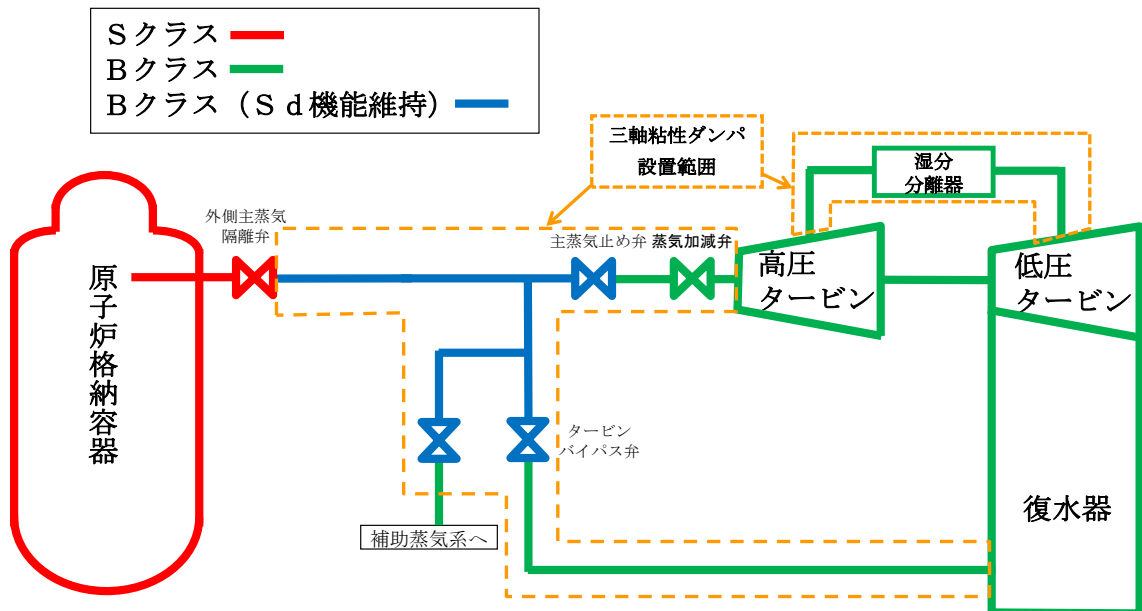 Sクラス
Bクラス
Bクラス（Sd機能維持）
三軸粘性ダンパ
設置範囲
湿分
分離器
外側主蒸気
隔離弁
主蒸気止め弁
蒸気加減弁
高圧
タービン
低圧
タービン
原子炉格納容器
タービン
バイパス弁
復水器
補助蒸気系へ